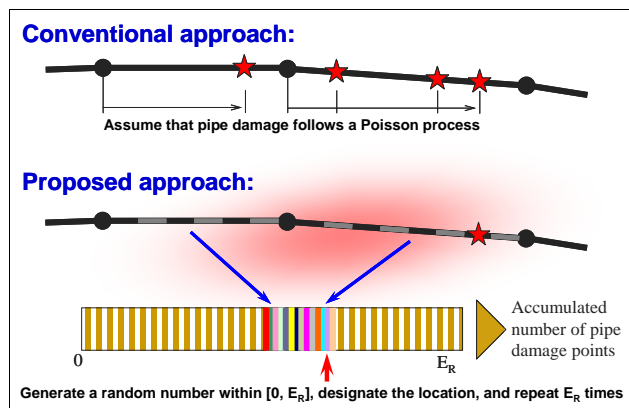 Conventional approach:
Assume that pipe damage follows a Poisson process
Proposed approach:
Accumulated
number of pipe
damage points
0
E_R
Generate a random number within [0, E_R], designate the location, and repeat E_R times